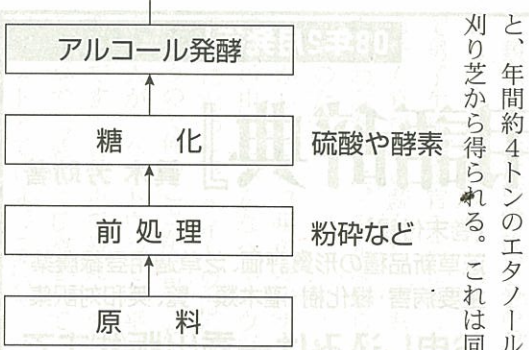 と、年間約4トンのエタノール
刈り芝から得られる。これは同
アルコール発酵
糖化
硫酸や酵素
前処理
粉砕など
原料